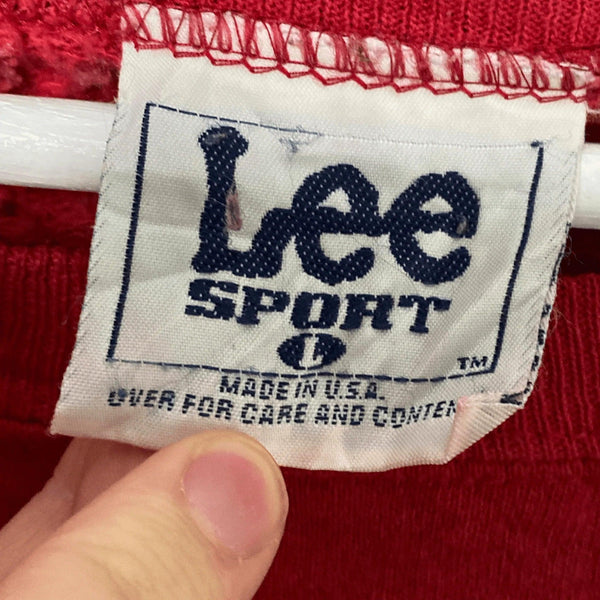 Lee
SPORT
L
TM
MADE IN U.S.A.
OVER FOR CARE AND CONTEN